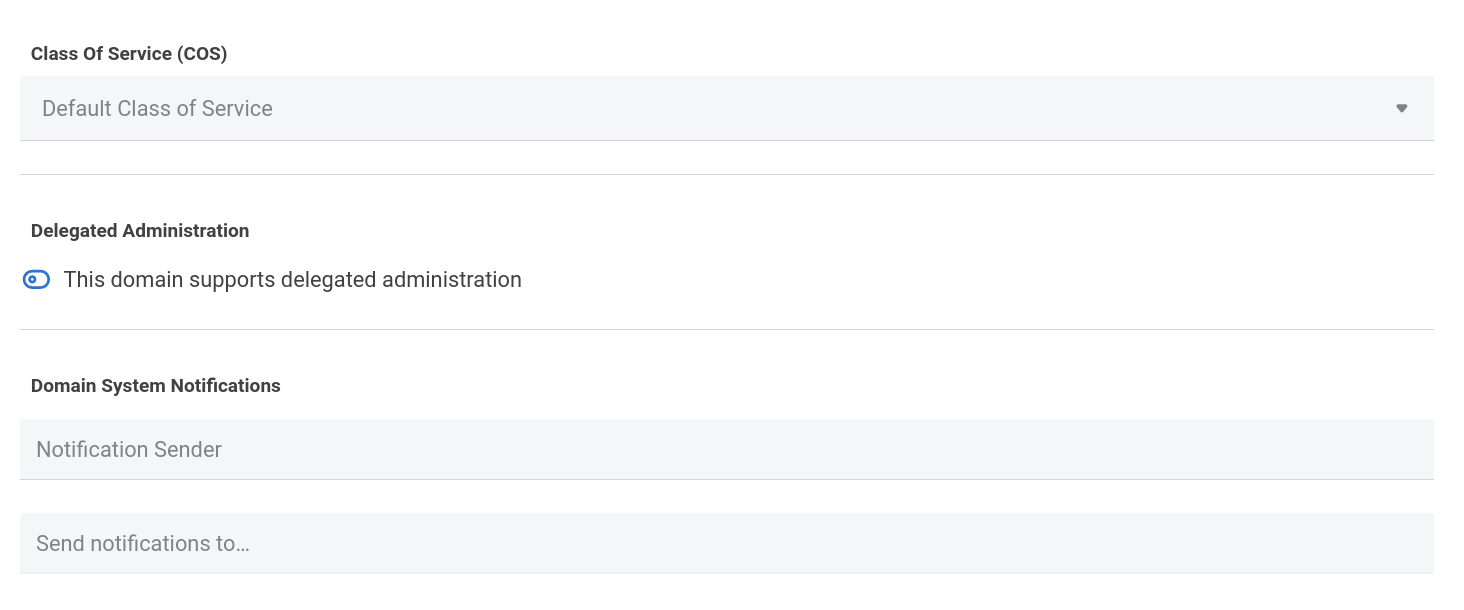 Class Of Service (COS)
Default Class of Service
Delegated Administration
This domain supports delegated administration
Domain System Notifications
Notification Sender
Send notifications to…